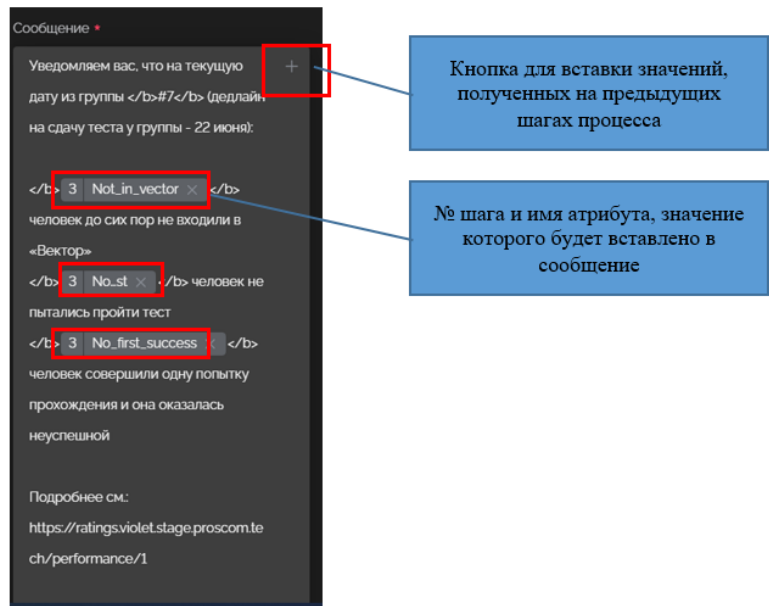 Сообщение *
Уведомляем вас, что на текущую +
дату из группы </b>#7</b> (дедлайн
на сдачу теста у группы - 22 июня):
</b> 3 Not_in_vector × </b>
человек до сих пор не входили в
«Вектор»
</b> 3 No_st × </b> человек не
пытались пройти тест
</b> 3 No_first_success × </b>
человек совершили одну попытку
прохождения и она оказалась
неуспешной
Подробнее см.:
https://ratings.violet.stage.proscom.te
ch/performance/1
Кнопка для вставки значений,
полученных на предыдущих
шагах процесса
№ шага и имя атрибута, значение
которого будет вставлено в
сообщение